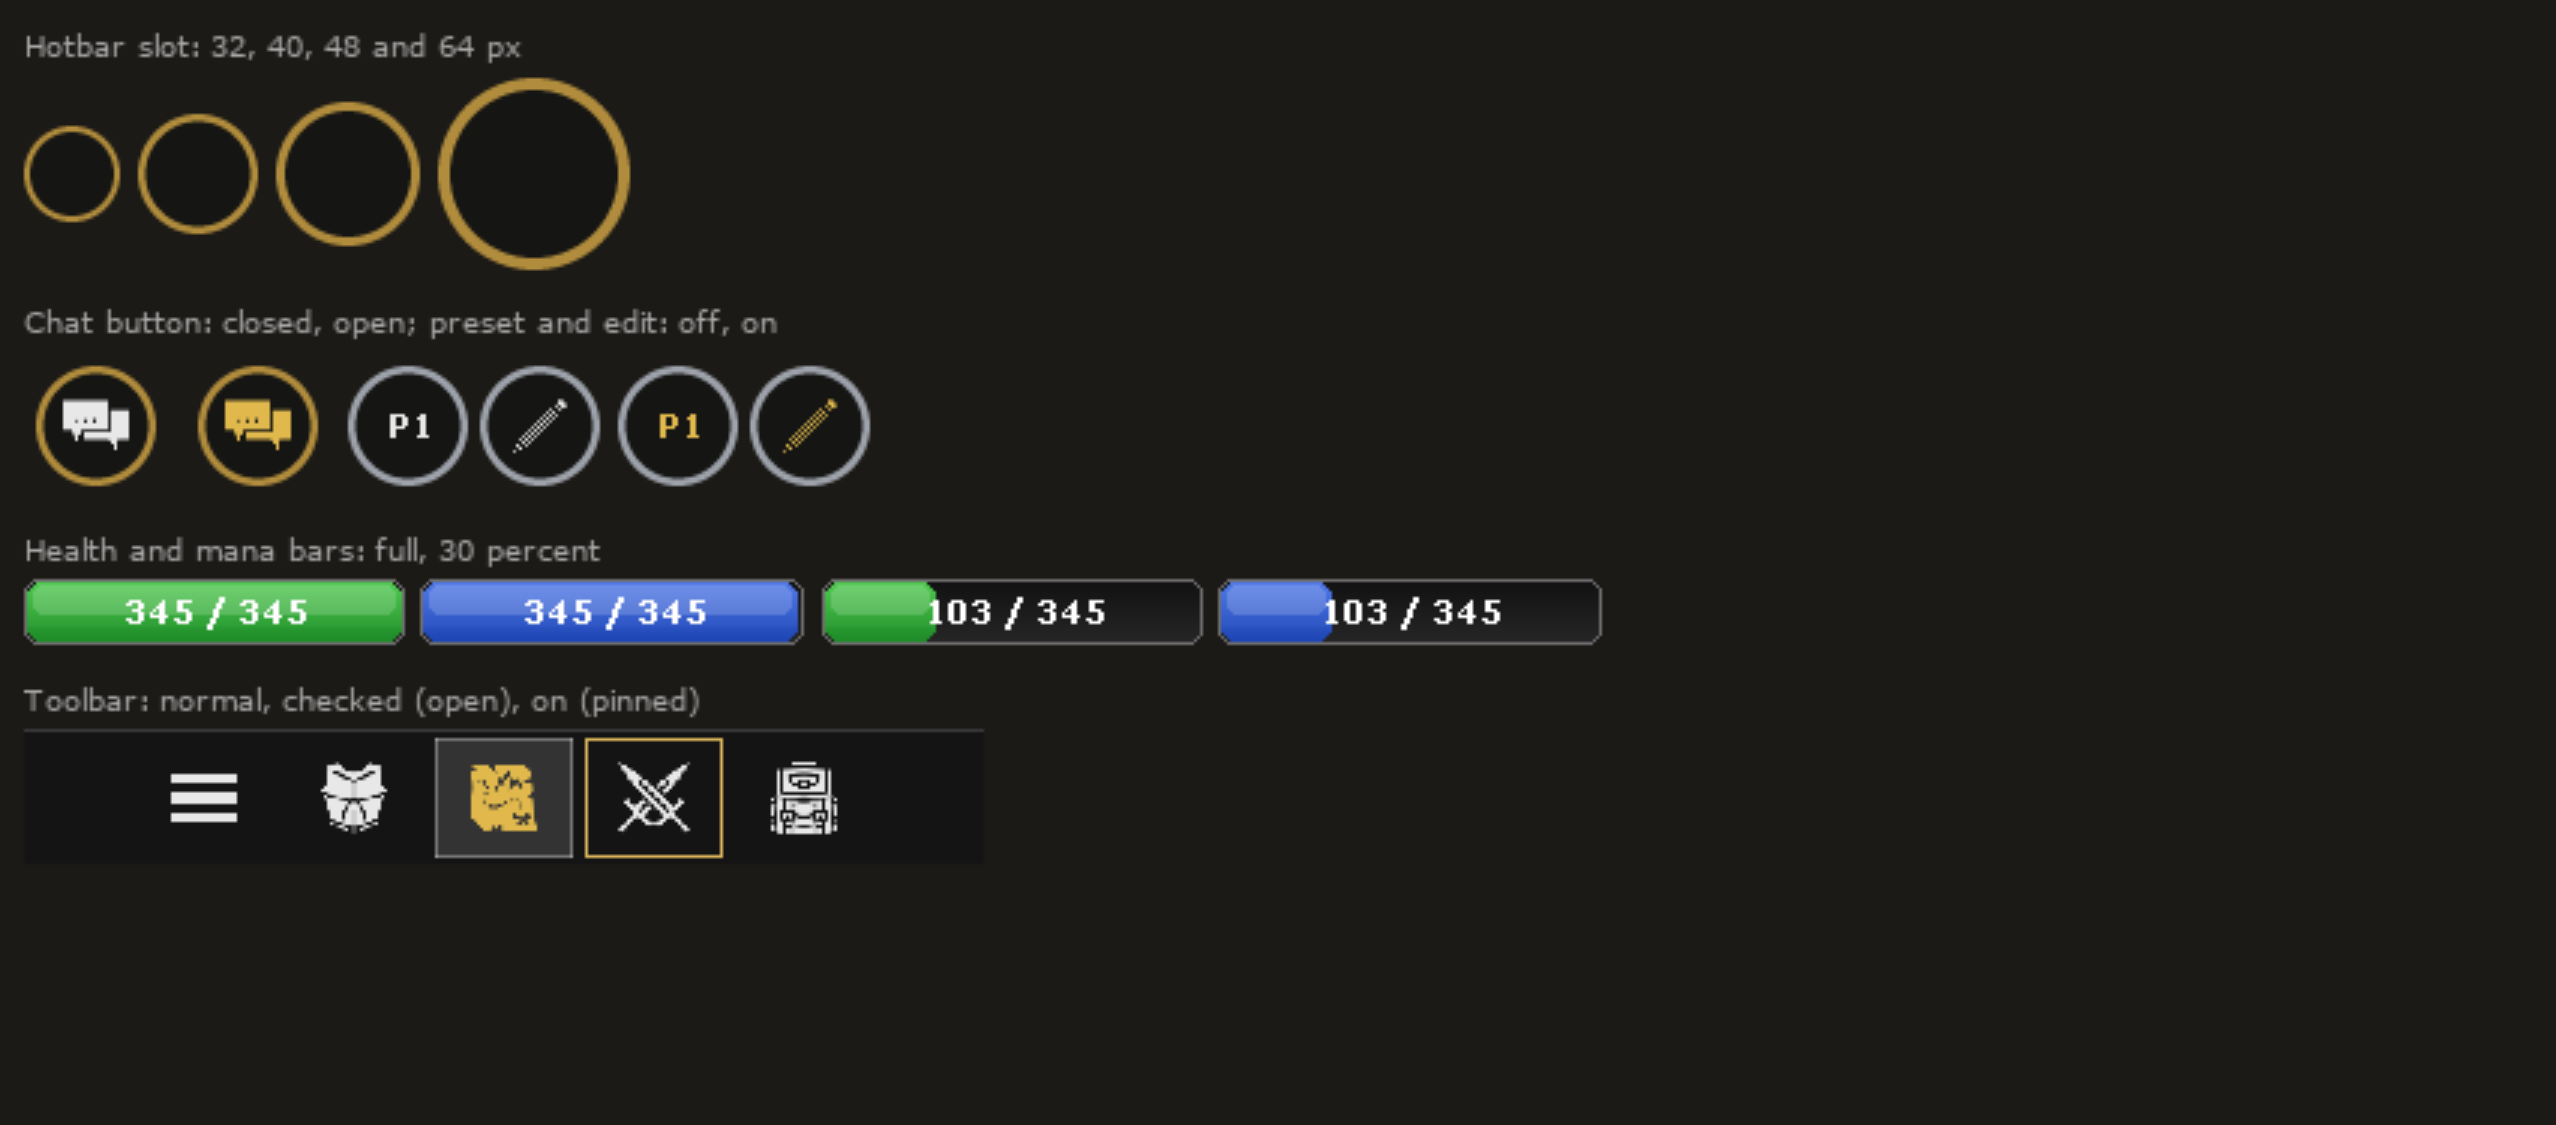 Hotbar slot: 32, 40, 48 and 64 px
Chat button: closed, open; preset and edit: off, on
P1 P1
Health and mana bars: full, 30 percent
345 / 345 345 / 345 103 / 345 103 / 345
Toolbar: normal, checked (open), on (pinned)